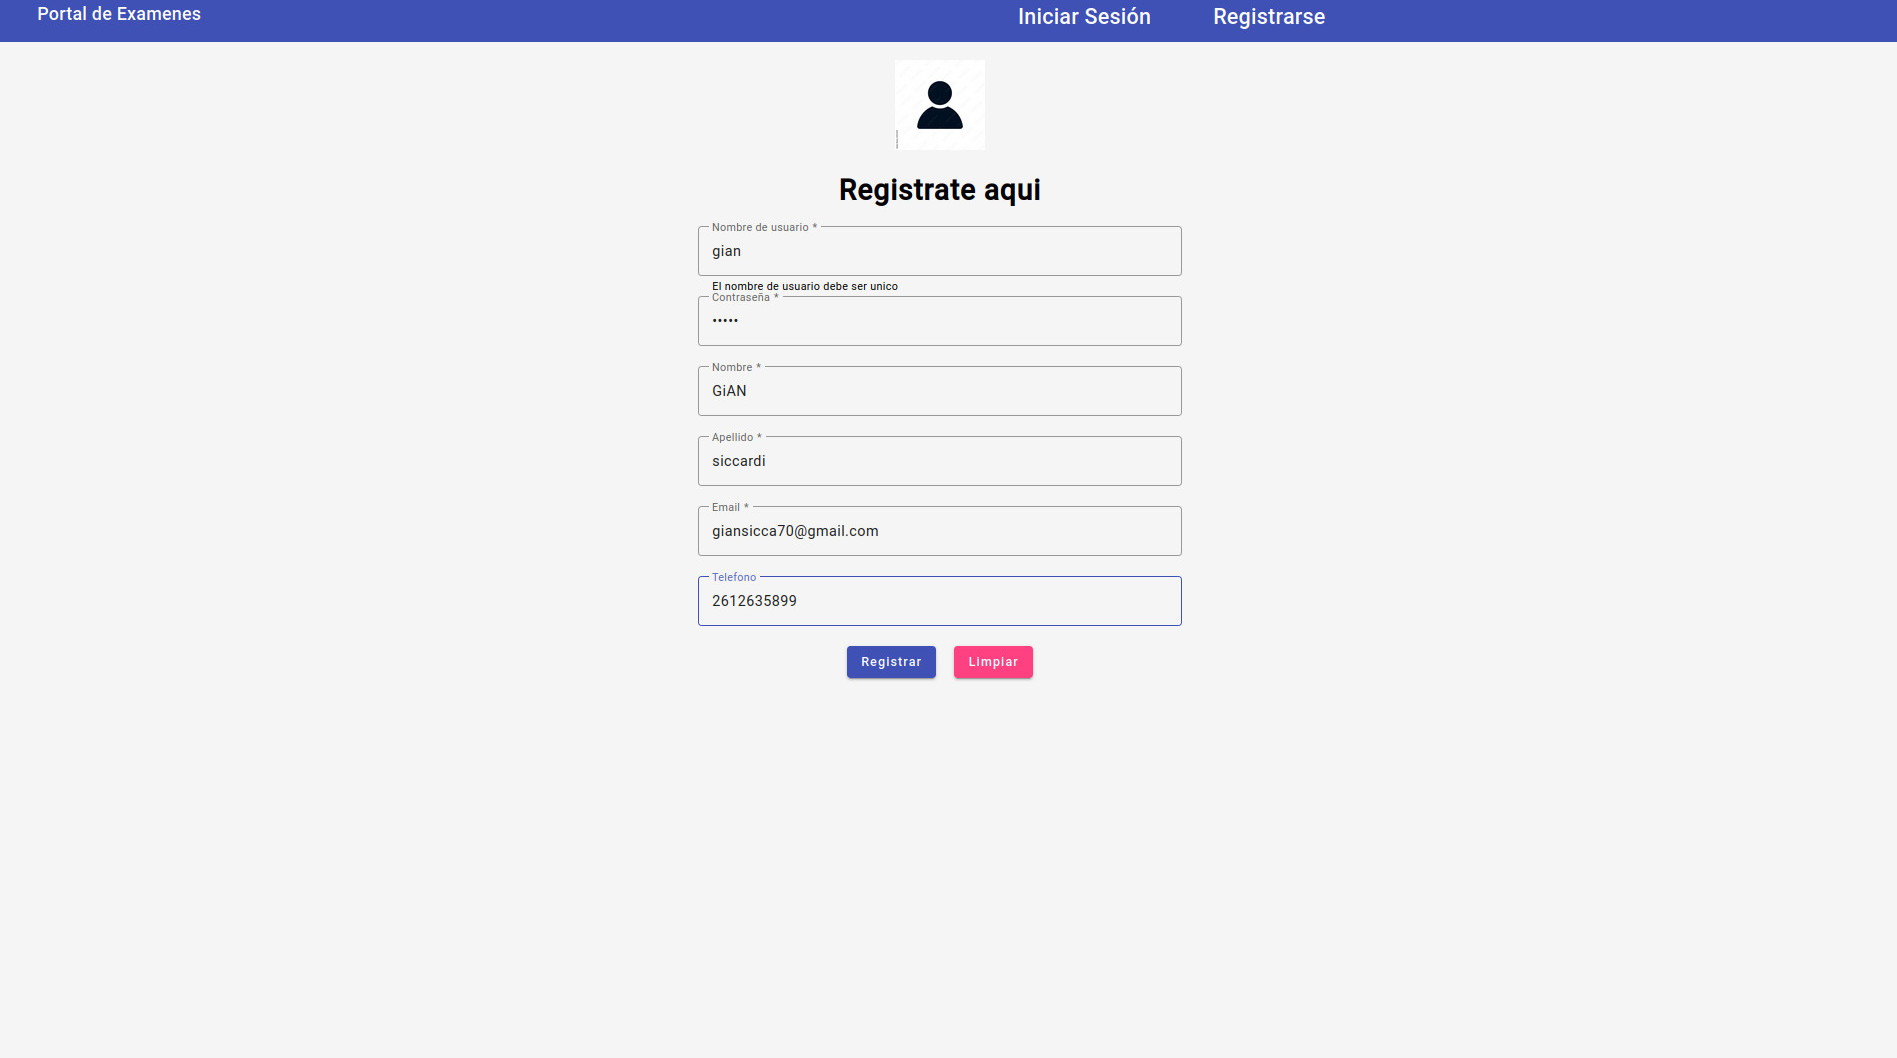 Portal de Examenes
Iniciar Sesión Registrarse
Registrate aqui
Nombre de usuario *
gian
El nombre de usuario debe ser unico
Contraseña *
•••••
Nombre *
GiAN
Apellido *
siccardi
Email *
giansicca70@gmail.com
Telefono
2612635899
Registrar Limpiar